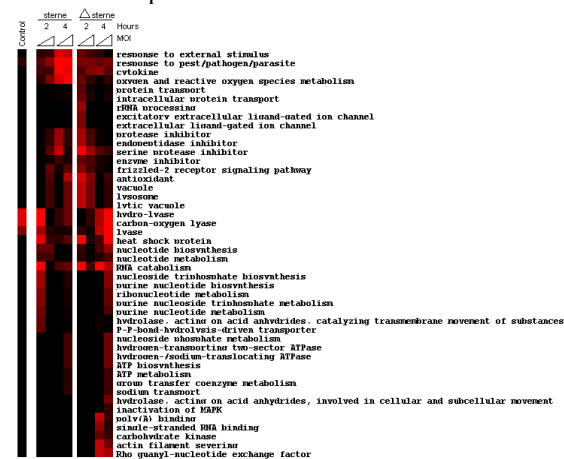 sterne △ sterne
2 4 2 4 Hours
MOI
Control
response to external stimulus
response to pest/pathogen/parasite
cytokine
oxygen and reactive oxygen species metabolism
protein transport
intracellular protein transport
rRNA processing
excitatory extracellular ligand-gated ion channel
extracellular ligand-gated ion channel
protease inhibitor
endopeptidase inhibitor
serine protease inhibitor
enzyme inhibitor
frizzled-2 receptor signaling pathway
antioxidant
vacuole
lysosome
lytic vacuole
hydro-lyase
carbon-oxygen lyase
lyase
heat shock protein
nucleotide biosynthesis
nucleotide metabolism
RNA catabolism
nucleoside triphosphate biosynthesis
purine nucleotide biosynthesis
ribonucleotide metabolism
purine nucleoside triphosphate metabolism
purine nucleotide metabolism
hydrolase, acting on acid anhydrides, catalyzing transmembrane movement of substances
P-P-bond-hydrolysis-driven transporter
nucleoside phosphate metabolism
hydrogen-transporting two-sector ATPase
hydrogen-/sodium-translocating ATPase
ATP biosynthesis
ATP metabolism
group transfer coenzyme metabolism
sodium transport
hydrolase, acting on acid anhydrides, involved in cellular and subcellular movement
inactivation of MAPK
poly(A) binding
single-stranded RNA binding
carbohydrate kinase
actin filament severing
Rho guanyl-nucleotide exchange factor